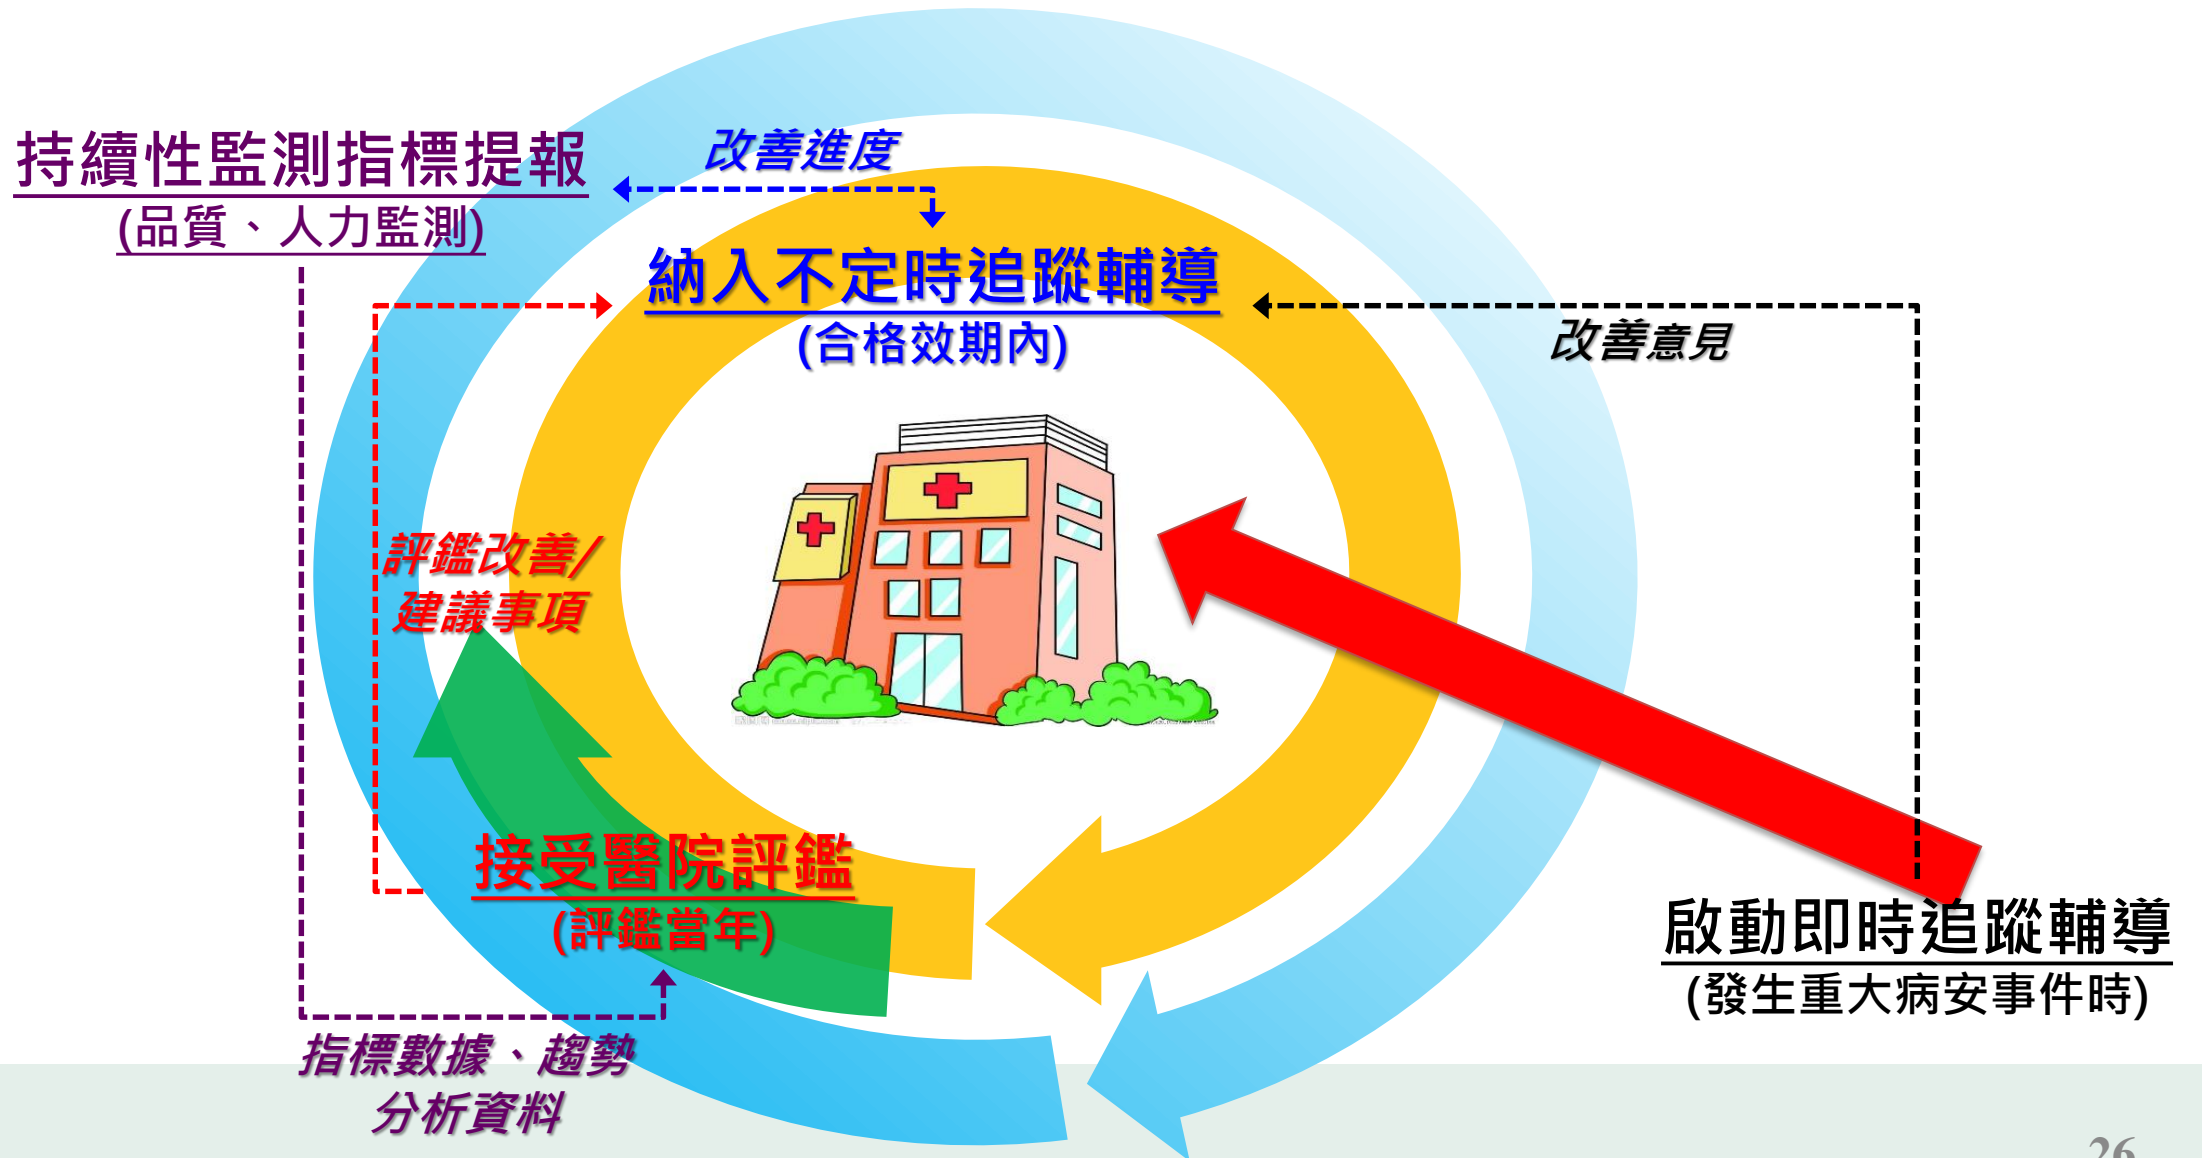 持續性監測指標提報
(品質、人力監測)
改善進度
納入不定時追蹤輔導
(合格效期內)
改善意見
評鑑改善/
建議事項
接受醫院評鑑
(評鑑當年)
啟動即時追蹤輔導
(發生重大病安事件時)
指標數據、趨勢
分析資料
26